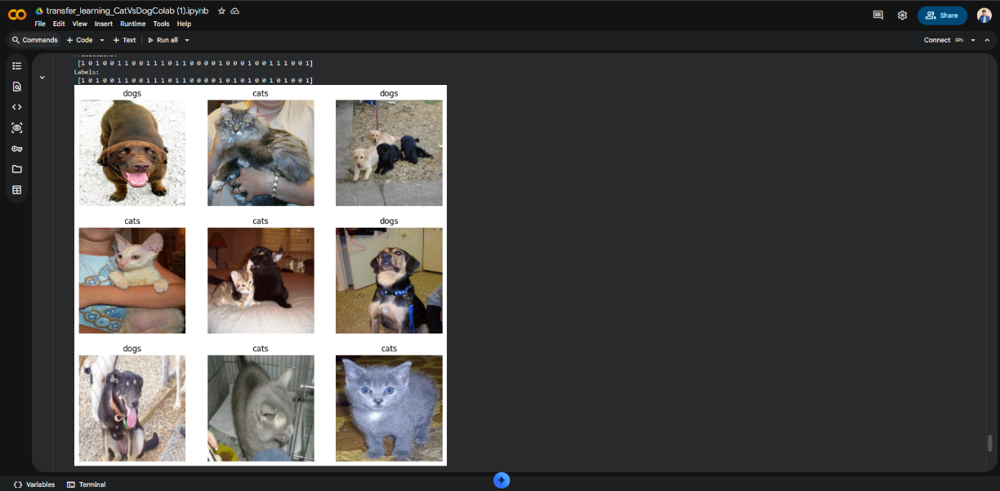 transfer_learning_CatVsDogColab (1).ipynb
File Edit View Insert Runtime Tools Help
Share
Commands + Code + Text Run all
Connect GPU
Predictions:
[1 0 1 0 0 1 1 0 0 1 1 1 0 1 1 0 0 0 0 1 0 0 0 1 0 0 1 1 1 0 0 1]
Labels:
[1 0 1 0 0 1 1 0 0 1 1 1 0 1 1 0 0 0 0 1 0 1 0 1 0 0 1 0 1 0 0 1]
dogs cats dogs
cats cats dogs
dogs cats cats
Variables Terminal